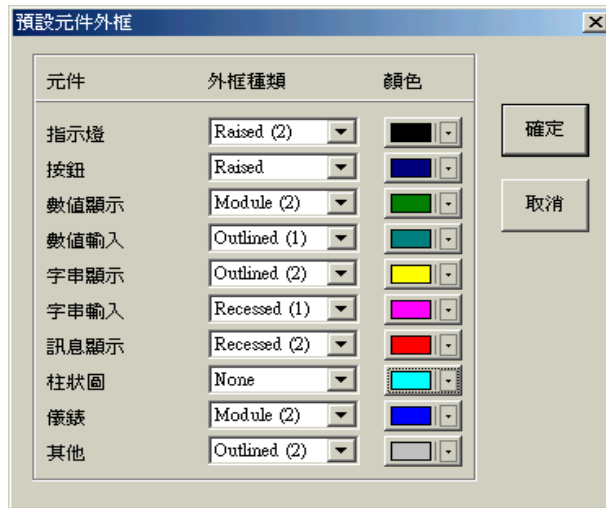 預設元件外框
元件 外框種類 顏色
指示燈 Raised (2)
按鈕 Raised
數值顯示 Module (2)
數值輸入 Outlined (1)
字串顯示 Outlined (2)
字串輸入 Recessed (1)
訊息顯示 Recessed (2)
柱狀圖 None
儀錶 Module (2)
其他 Outlined (2)
確定
取消